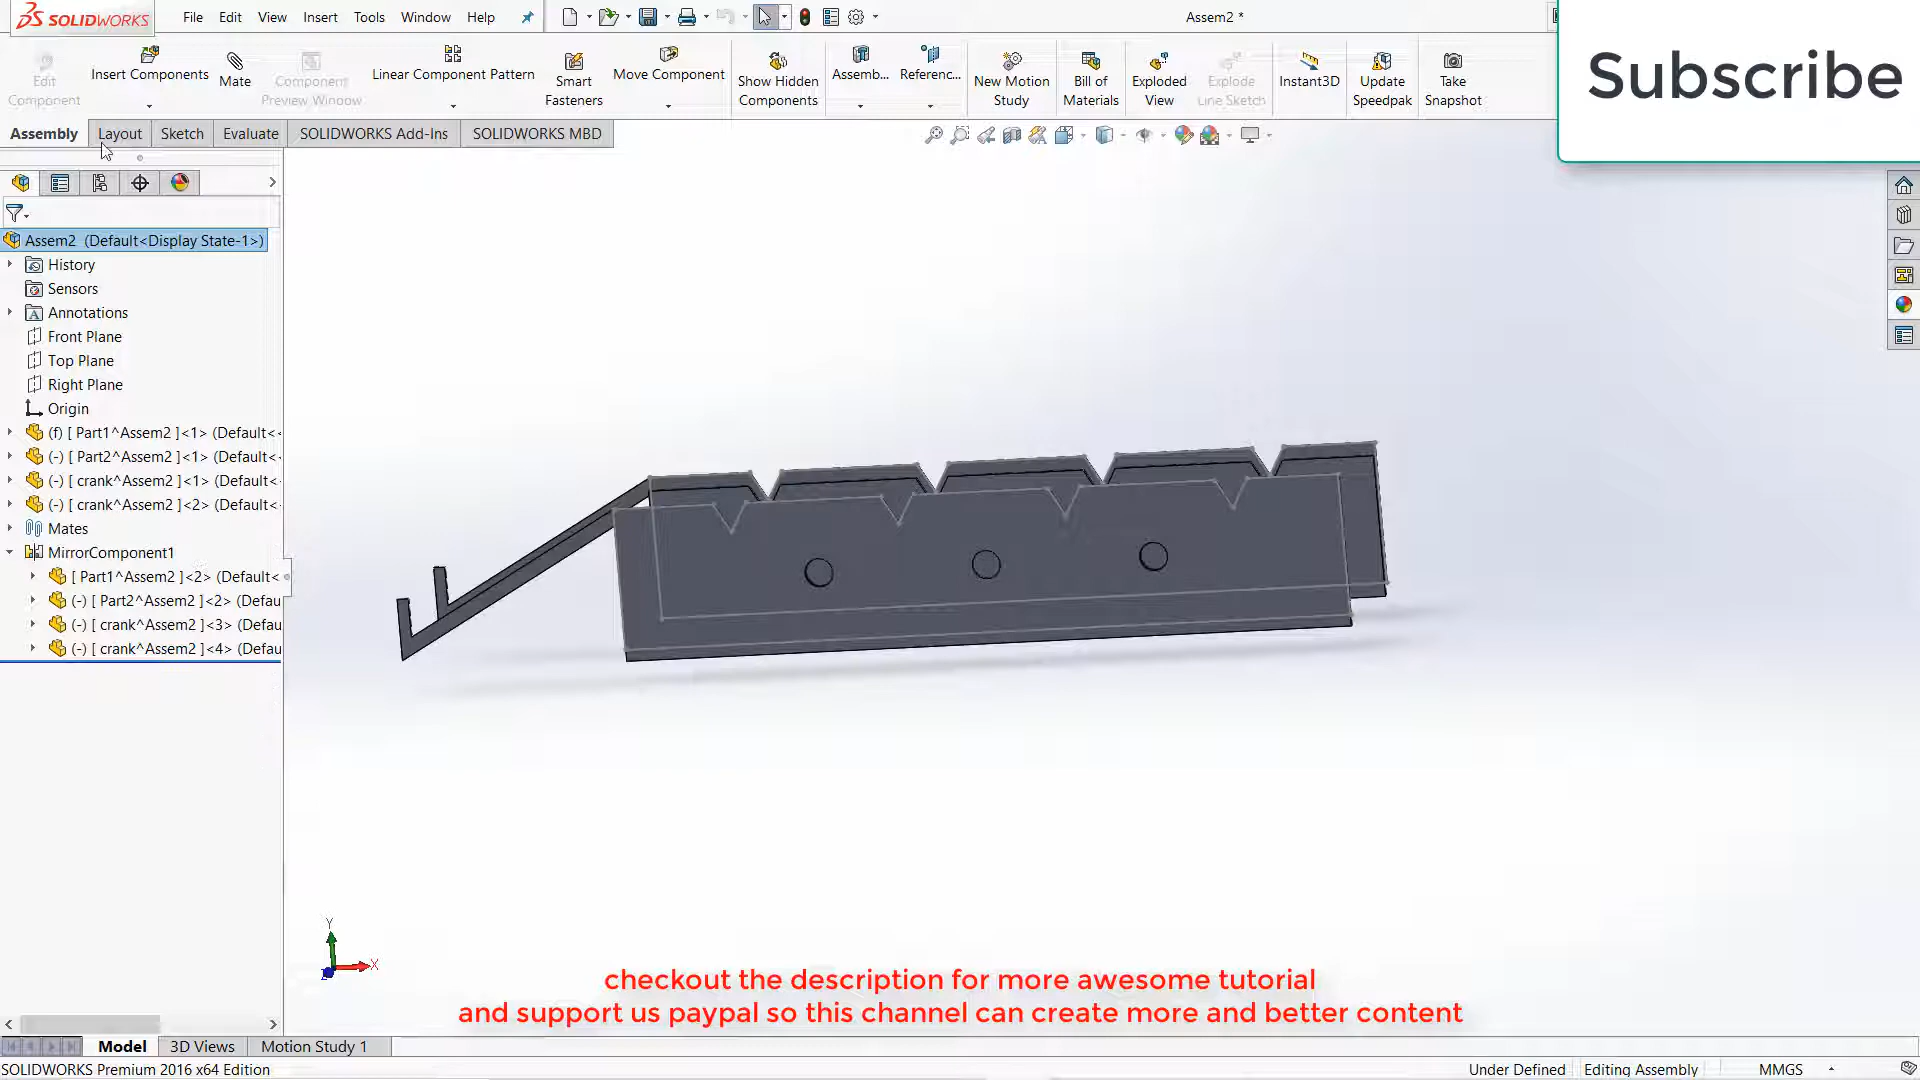 SOLIDWORKS
File Edit View Insert Tools Window Help
Assem2 *
Subscribe
Edit Component
Insert Components
Mate
Component Preview Window
Linear Component Pattern
Smart Fasteners
Move Component
Show Hidden Components
Assemb...
Referenc...
New Motion Study
Bill of Materials
Exploded View
Explode Line Sketch
Instant3D
Update Speedpak
Take Snapshot
Assembly Layout Sketch Evaluate SOLIDWORKS Add-Ins SOLIDWORKS MBD
Assem2 (Default<Display State-1>)
History
Sensors
A Annotations
Front Plane
Top Plane
Right Plane
Origin
(f) [ Part1^Assem2 ]<1> (Default<
(-) [ Part2^Assem2 ]<1> (Default<
(-) [ crank^Assem2 ]<1> (Default<
(-) [ crank^Assem2 ]<2> (Default<
Mates
MirrorComponent1
[ Part1^Assem2 ]<2> (Default<
(-) [ Part2^Assem2 ]<2> (Defau
(-) [ crank^Assem2 ]<3> (Defau
(-) [ crank^Assem2 ]<4> (Defau
Y
X
Z
checkout the description for more awesome tutorial
and support us paypal so this channel can create more and better content
Model 3D Views Motion Study 1
SOLIDWORKS Premium 2016 x64 Edition
Under Defined Editing Assembly MMGS